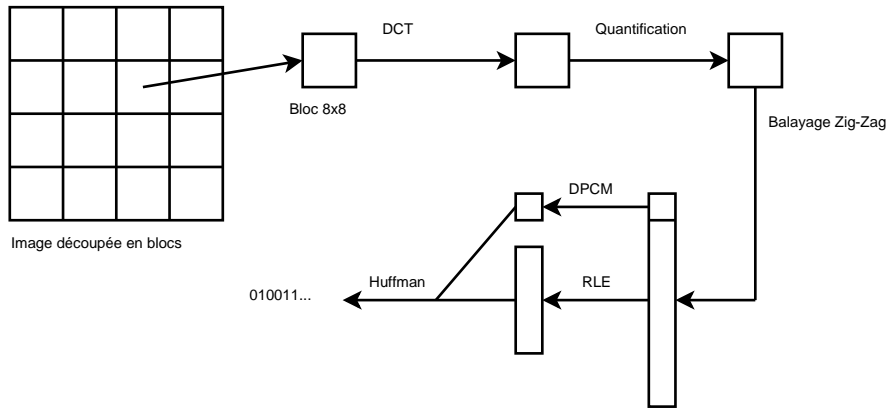 DCT
Quantification
Bloc 8x8
Balayage Zig-Zag
DPCM
Image découpée en blocs
Huffman
RLE
010011...